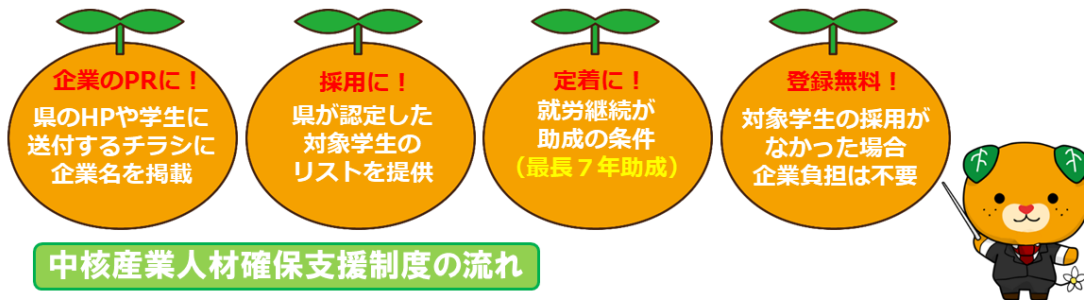 企業のPRに！
県のHPや学生に
送付するチラシに
企業名を掲載
採用に！
県が認定した
対象学生の
リストを提供
定着に！
就労継続が
助成の条件
（最長７年助成）
登録無料！
対象学生の採用が
なかった場合
企業負担は不要
中核産業人材確保支援制度の流れ